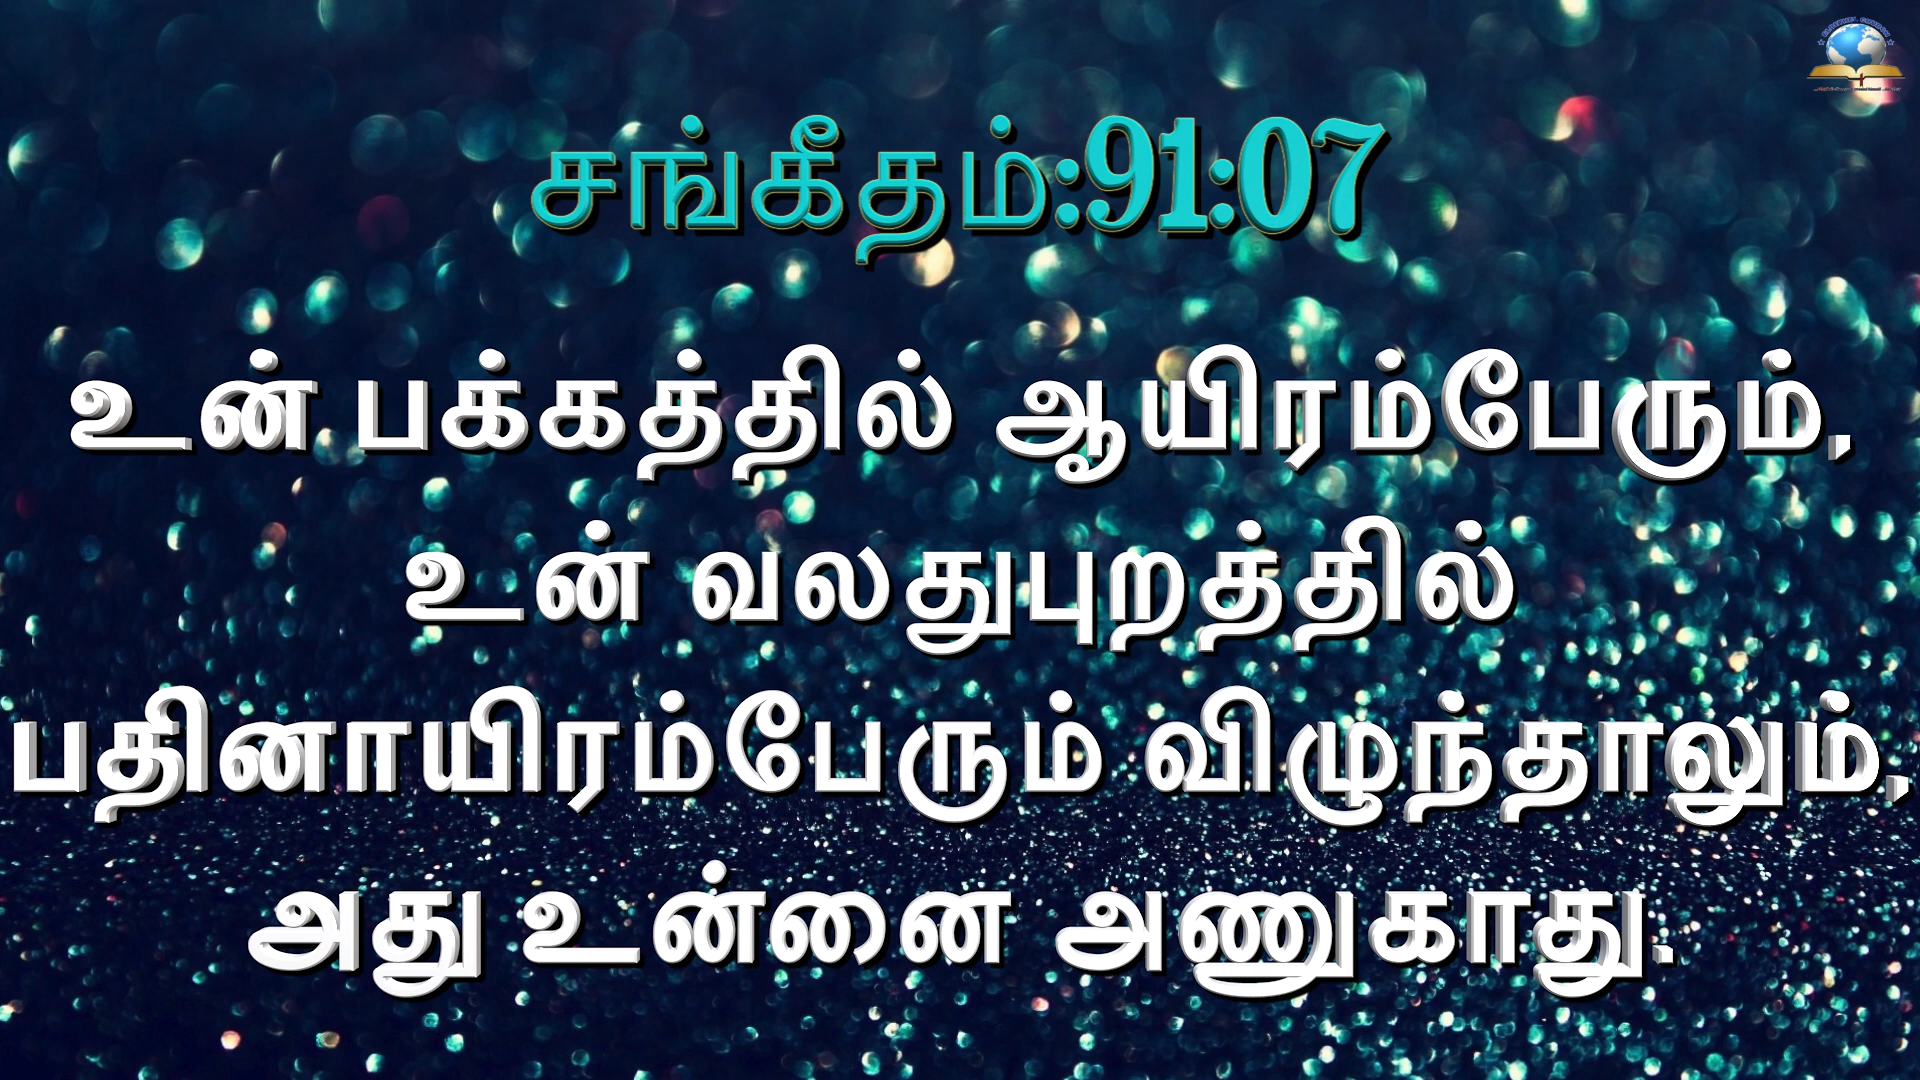 சங்கீதம்:91:07
உன் பக்கத்தில் ஆயிரம்பேரும்,
உன் வலதுபுறத்தில்
பதினாயிரம்பேரும் விழுந்தாலும்,
அது உன்னை அணுகாது.